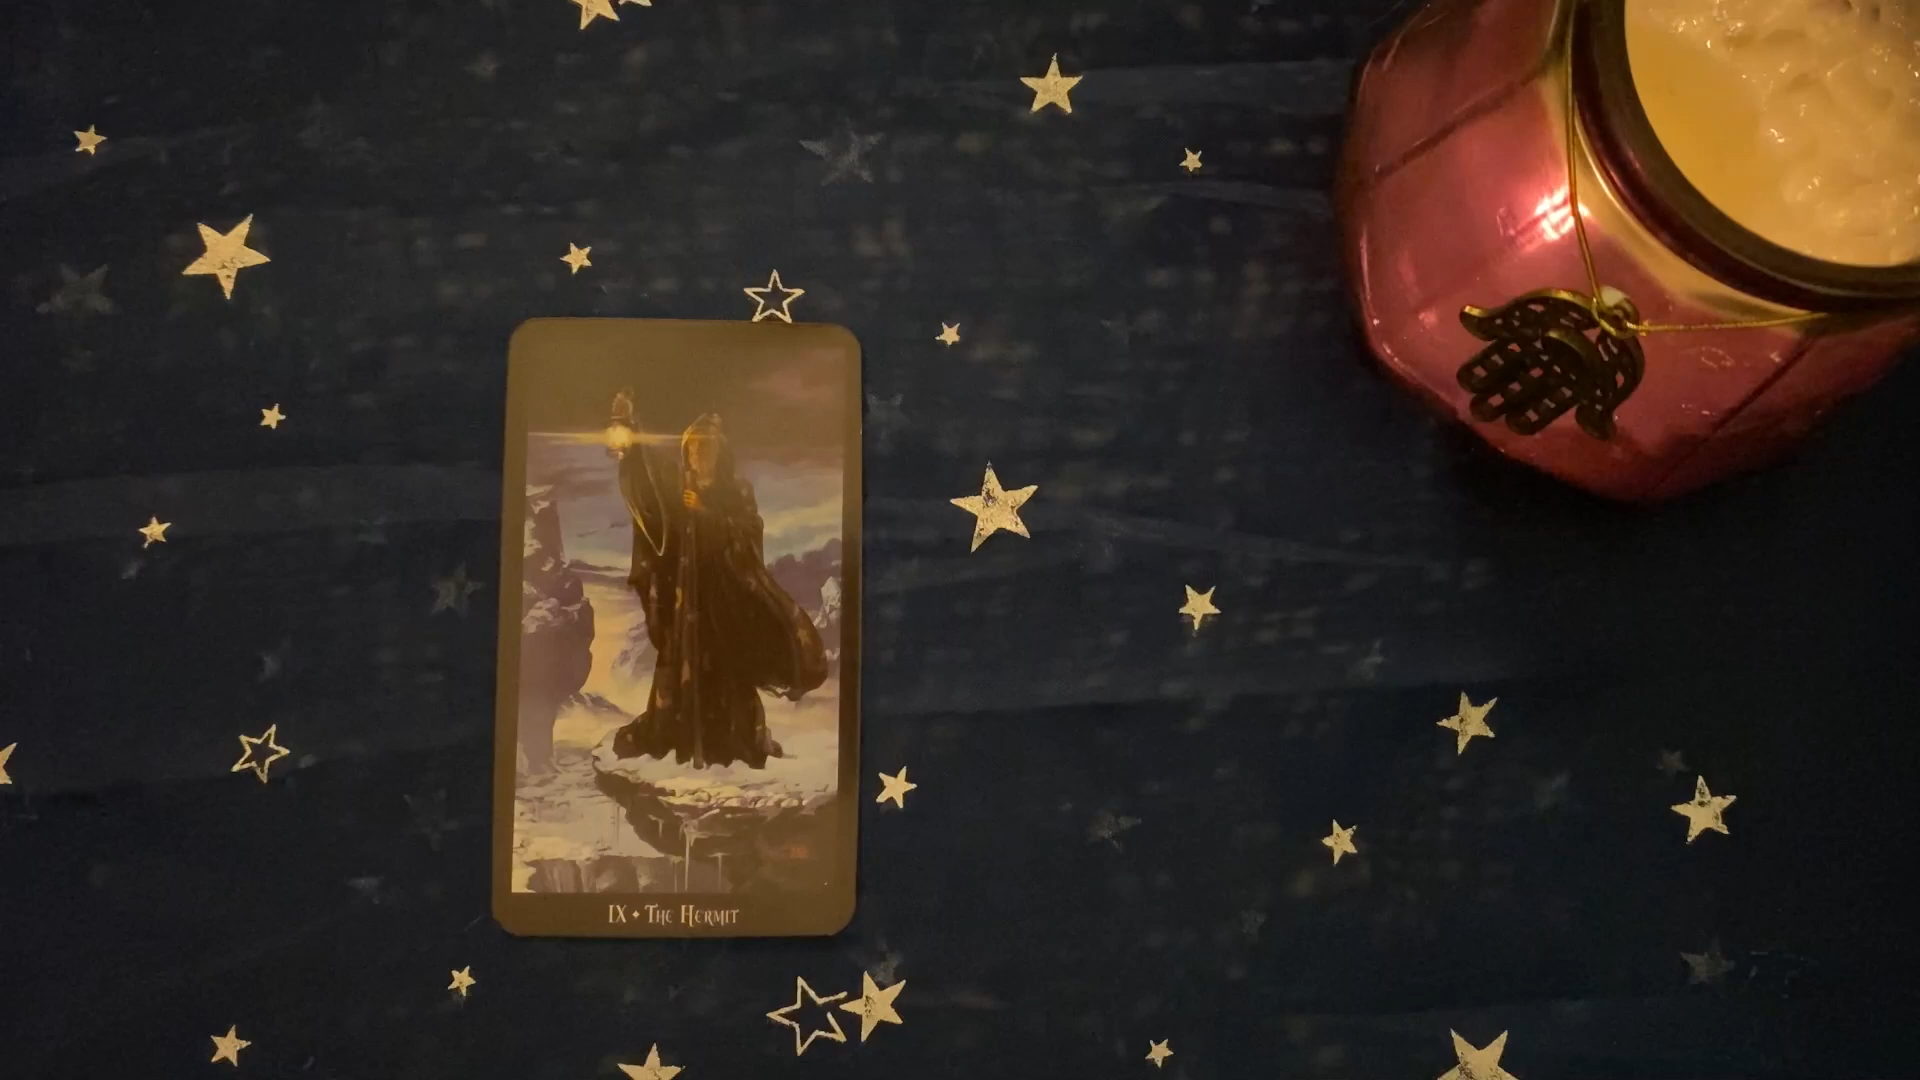 IX ♦ The Hermit